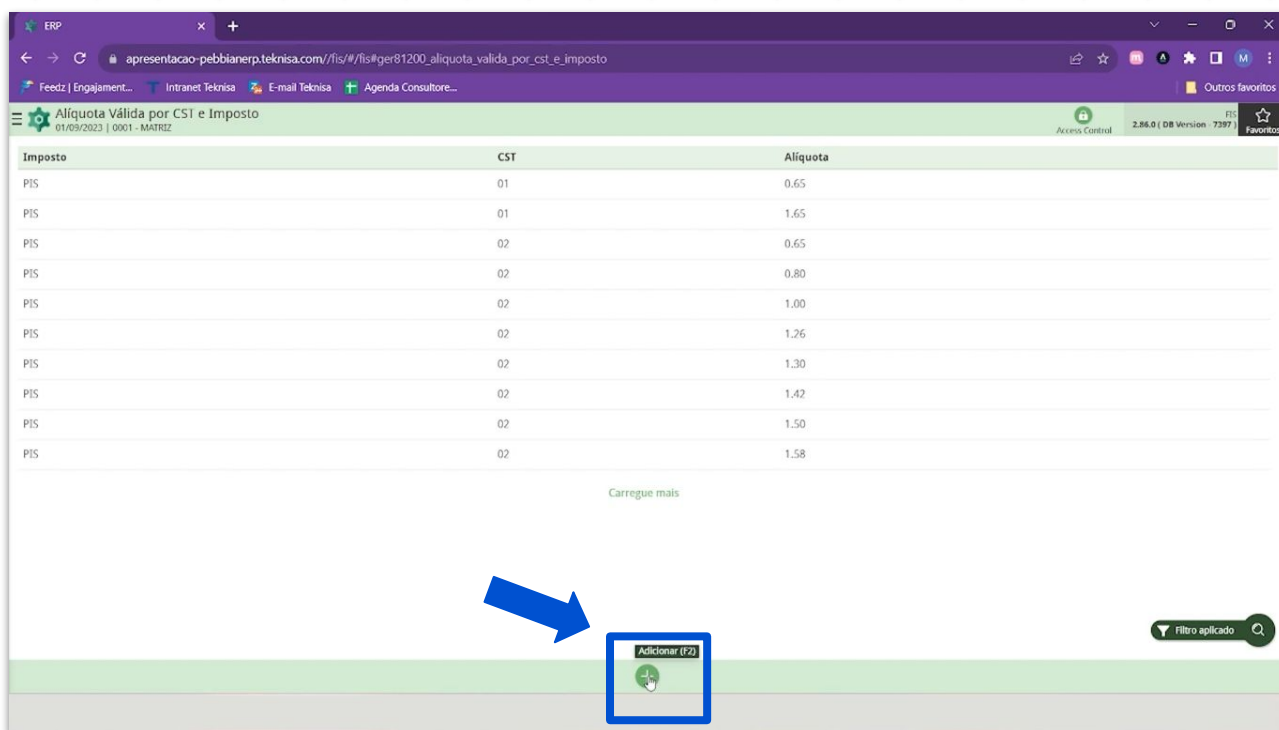 ERP
apresentacao-pebbianerp.teknisa.com//fis/#/fis#ger81200_aliquota_valida_por_cst_e_imposto
M
Feedz | Engajament... Intranet Teknisa E-mail Teknisa Agenda Consultore... Outros favoritos
Alíquota Válida por CST e Imposto
01/09/2023 | 0001 - MATRIZ
Access Control
FIS
2.86.0 ( DB Version - 7397 )
Favoritos
Imposto CST Alíquota
PIS 01 0.65
PIS 01 1.65
PIS 02 0.65
PIS 02 0.80
PIS 02 1.00
PIS 02 1.26
PIS 02 1.30
PIS 02 1.42
PIS 02 1.50
PIS 02 1.58
Carregue mais
Filtro aplicado
Adicionar (F2)